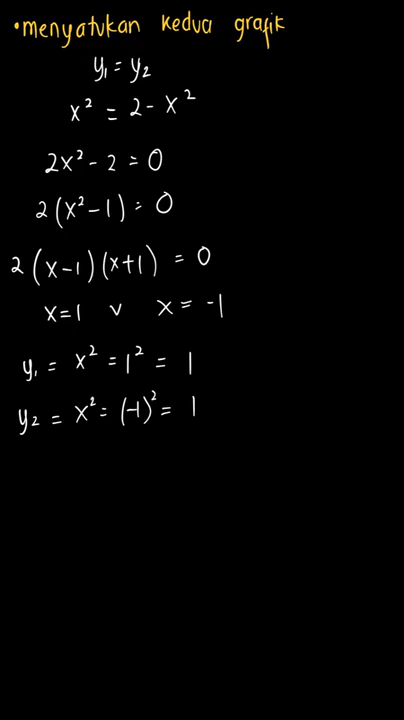 •menyatukan kedua grafik
y₁ = y₂
x² = 2 - x²
2x² - 2 = 0
2(x² - 1) = 0
2(x-1)(x+1) = 0
x=1 v x = -1
y₁ = x² = 1² = 1
y₂ = x² = (-1)² = 1